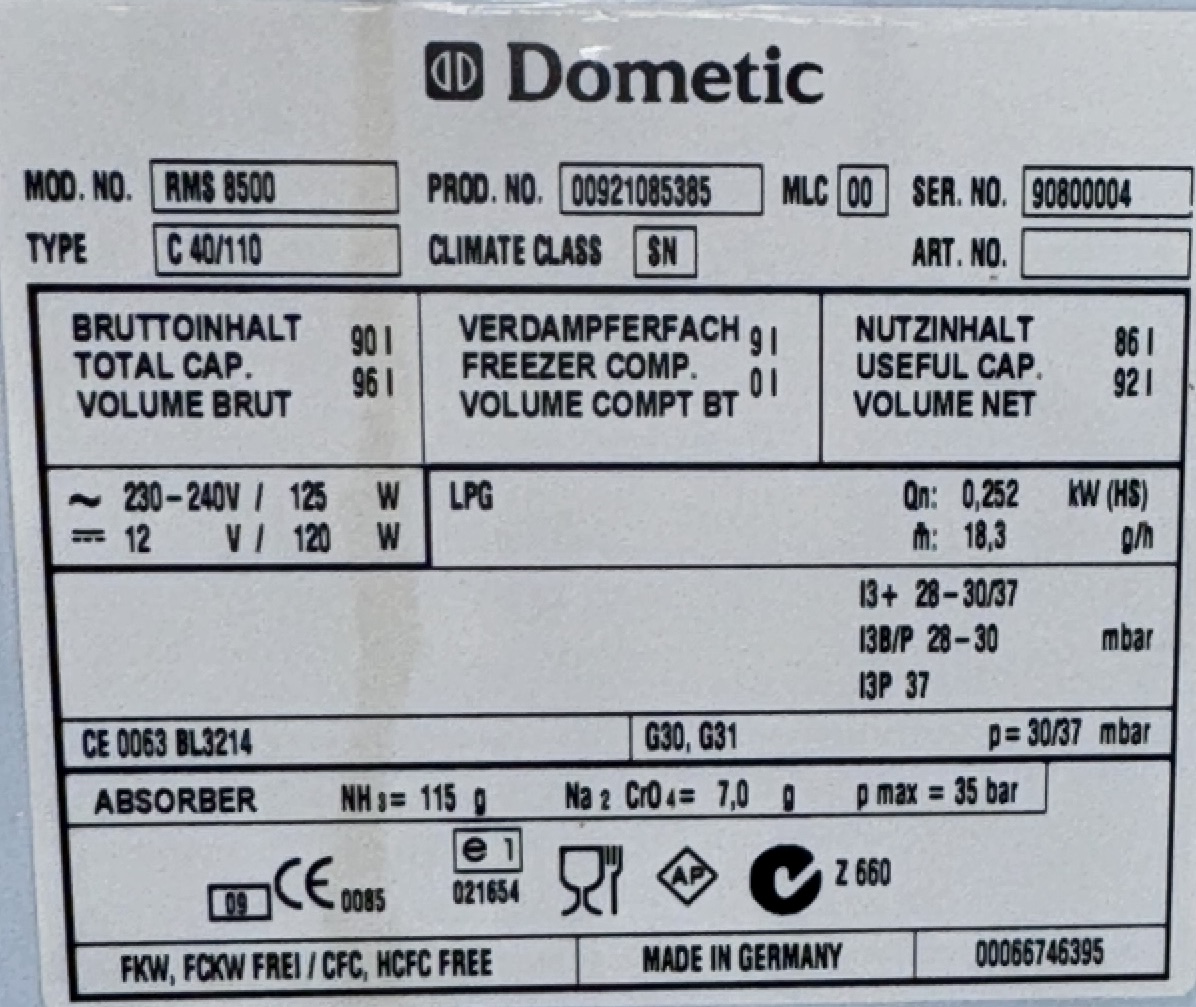 Dometic
MOD. NO. RMS 8500 PROD. NO. 00921085385 MLC 00 SER. NO. 90800004
TYPE C 40/110 CLIMATE CLASS SN ART. NO.
BRUTTOINHALT 90 l
TOTAL CAP. 96 l
VOLUME BRUT
VERDAMPFERFACH 9 l
FREEZER COMP. 0 l
VOLUME COMPT BT
NUTZINHALT 86 l
USEFUL CAP. 92 l
VOLUME NET
~ 230-240V / 125 W
⎓ 12 V / 120 W
LPG Qn: 0,252 kW (HS)
ṁ: 18,3 g/h
I3+ 28-30/37
I3B/P 28-30 mbar
I3P 37
CE 0063 BL3214 G30, G31 p= 30/37 mbar
ABSORBER NH3= 115 g Na2CrO4= 7,0 g p max = 35 bar
09 CE 0085 e1 021654 AP Z 660
FKW, FCKW FREI / CFC, HCFC FREE MADE IN GERMANY 00066746395